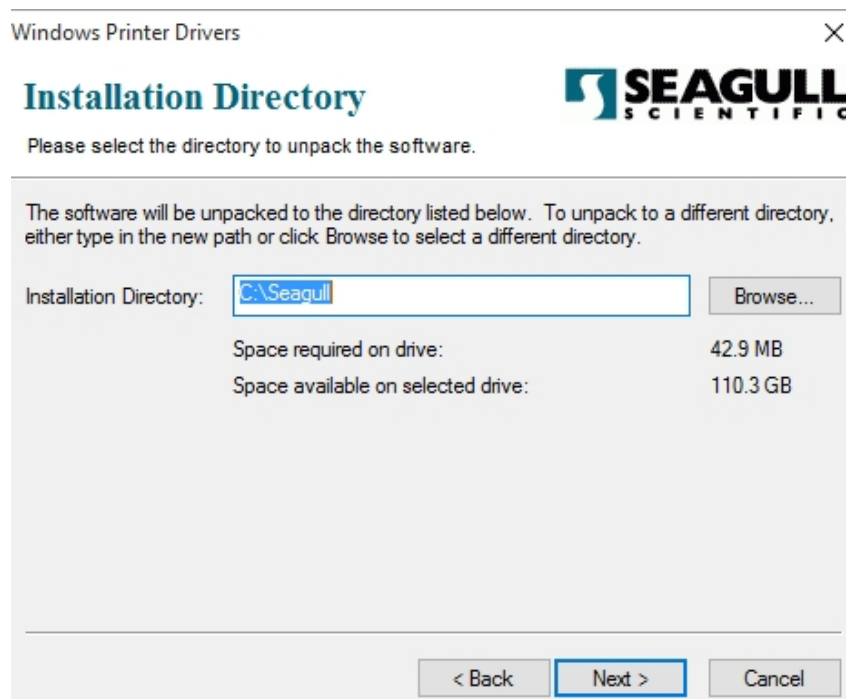 Windows Printer Drivers
Installation Directory
SEAGULL
SCIENTIFIC
Please select the directory to unpack the software.
The software will be unpacked to the directory listed below. To unpack to a different directory,
either type in the new path or click Browse to select a different directory.
Installation Directory: C:\Seagull Browse...
Space required on drive: 42.9 MB
Space available on selected drive: 110.3 GB
< Back Next > Cancel